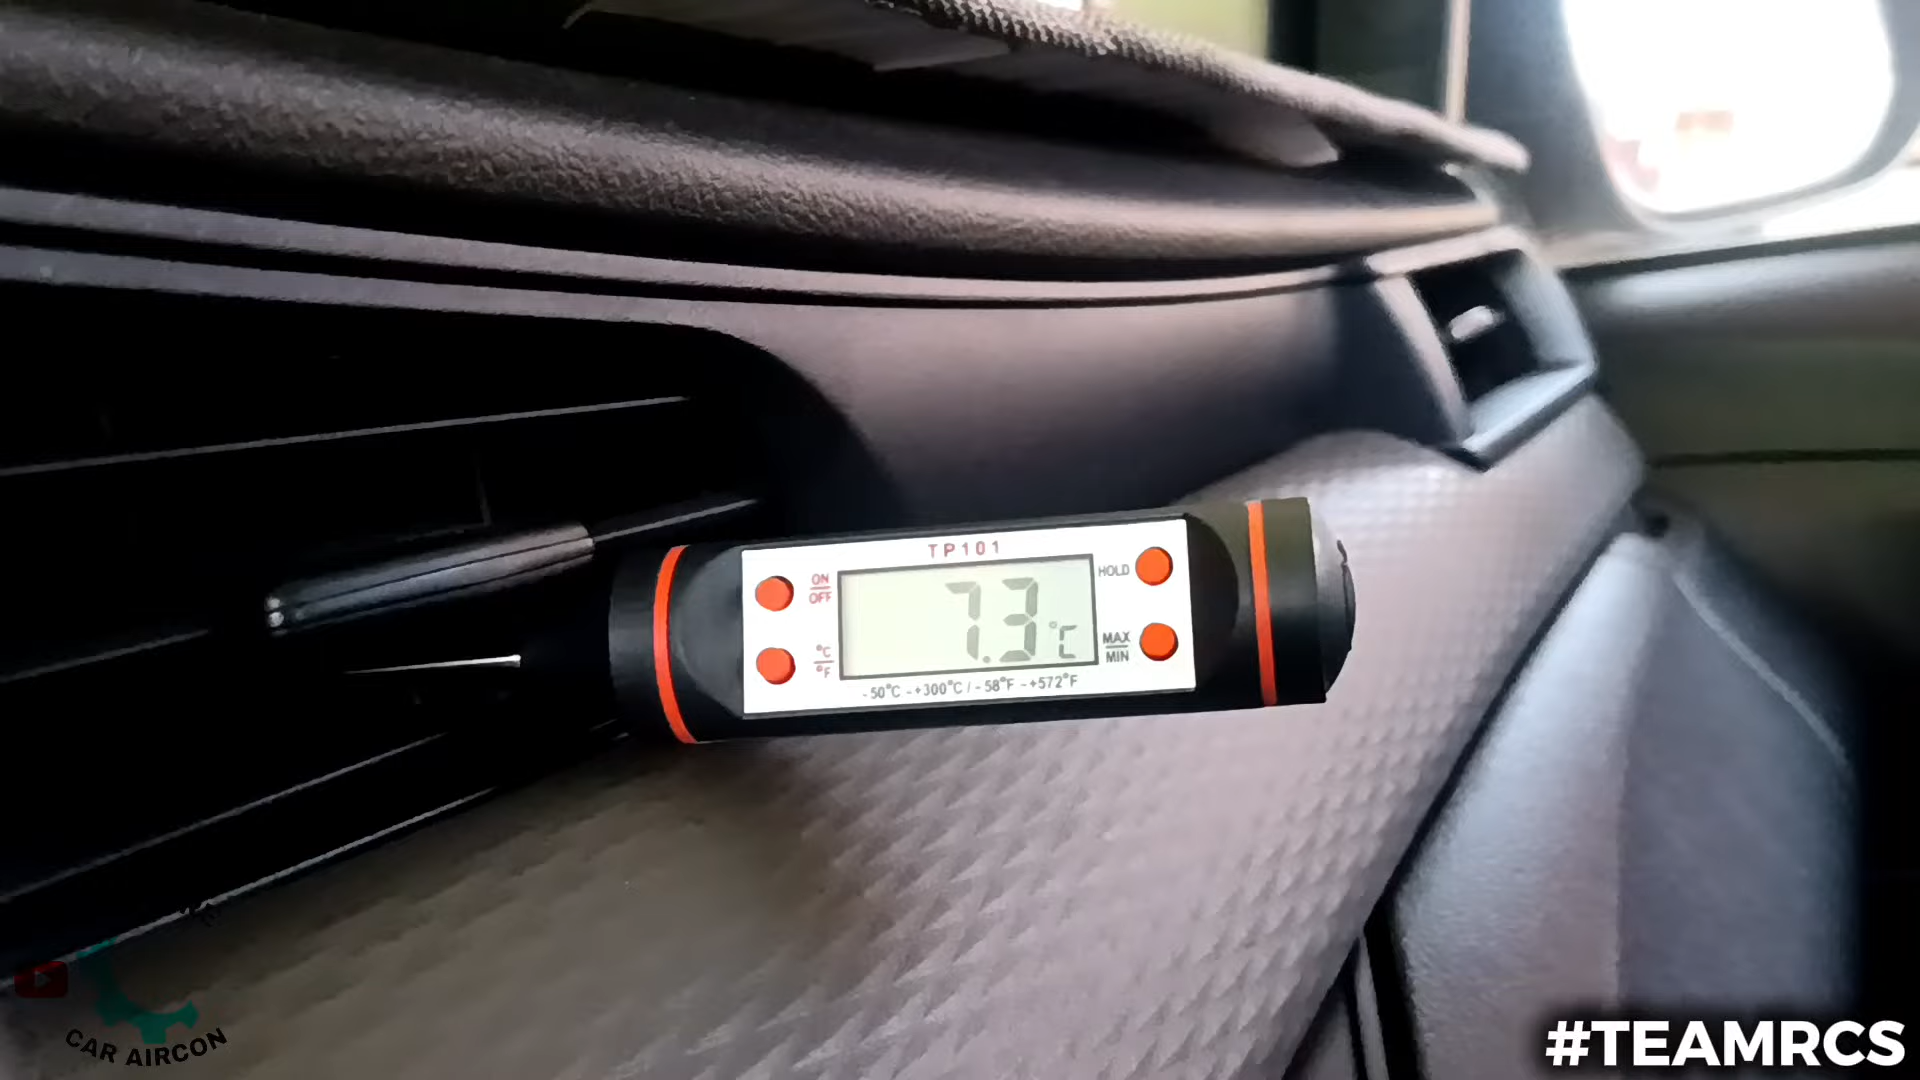 TP101
ON
OFF
HOLD
7.3°C
°C
°F
MAX
MIN
-50°C -+300°C / -58°F -+572°F
CAR AIRCON
#TEAMRCS